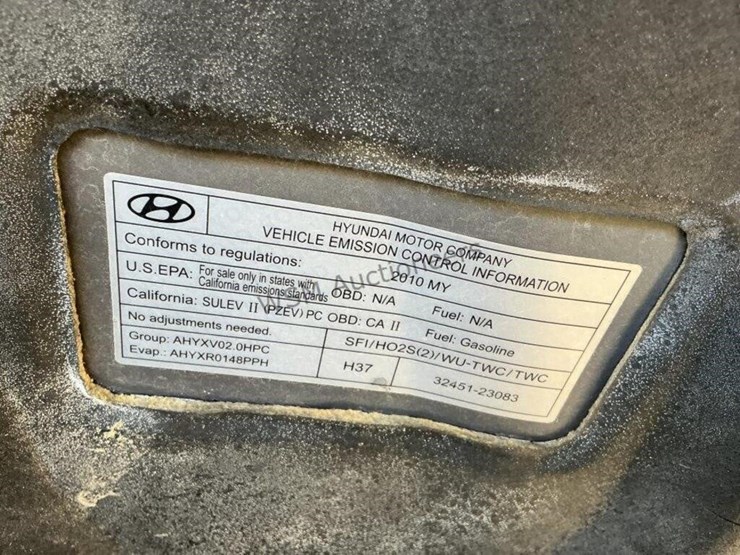 HYUNDAI MOTOR COMPANY
VEHICLE EMISSION CONTROL INFORMATION
Conforms to regulations: 2010 MY
U.S.EPA: For sale only in states with California emissions standards OBD: N/A Fuel: N/A
California: SULEV II (PZEV) PC OBD: CA II Fuel: Gasoline
No adjustments needed. SFI/HO2S(2)/WU-TWC/TWC
Group: AHYXV02.0HPC
Evap.: AHYXR0148PPH
H37 32451-23083
WSM Auctioneers